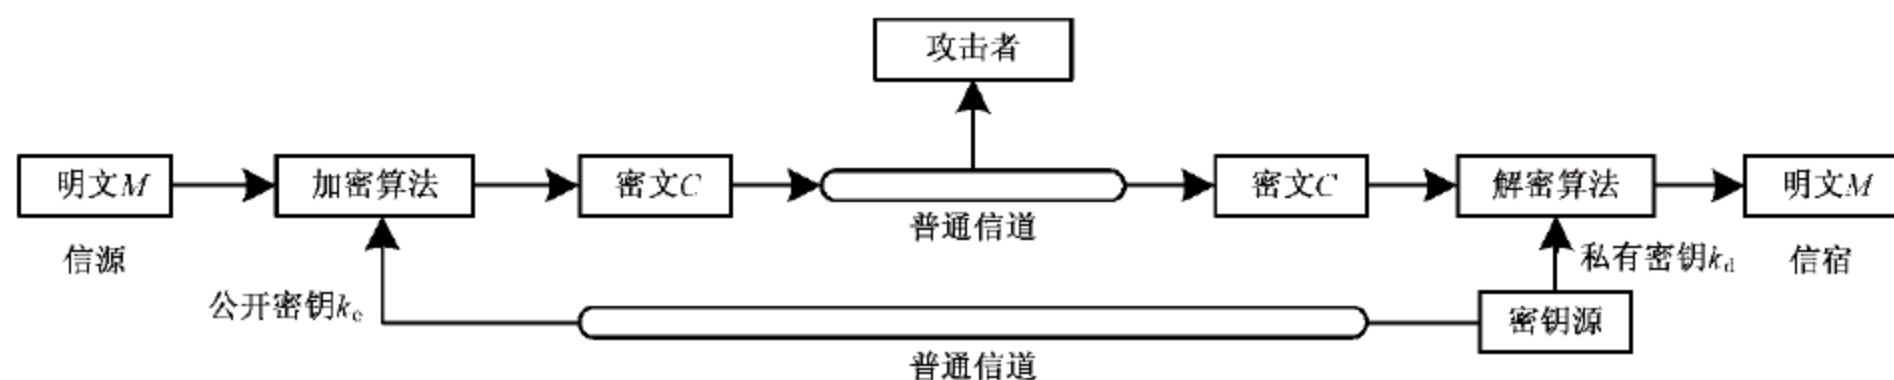 攻击者
明文M
加密算法
密文C
普通信道
密文C
解密算法
明文M
信源
公开密钥ke
私有密钥kd
信宿
密钥源
普通信道